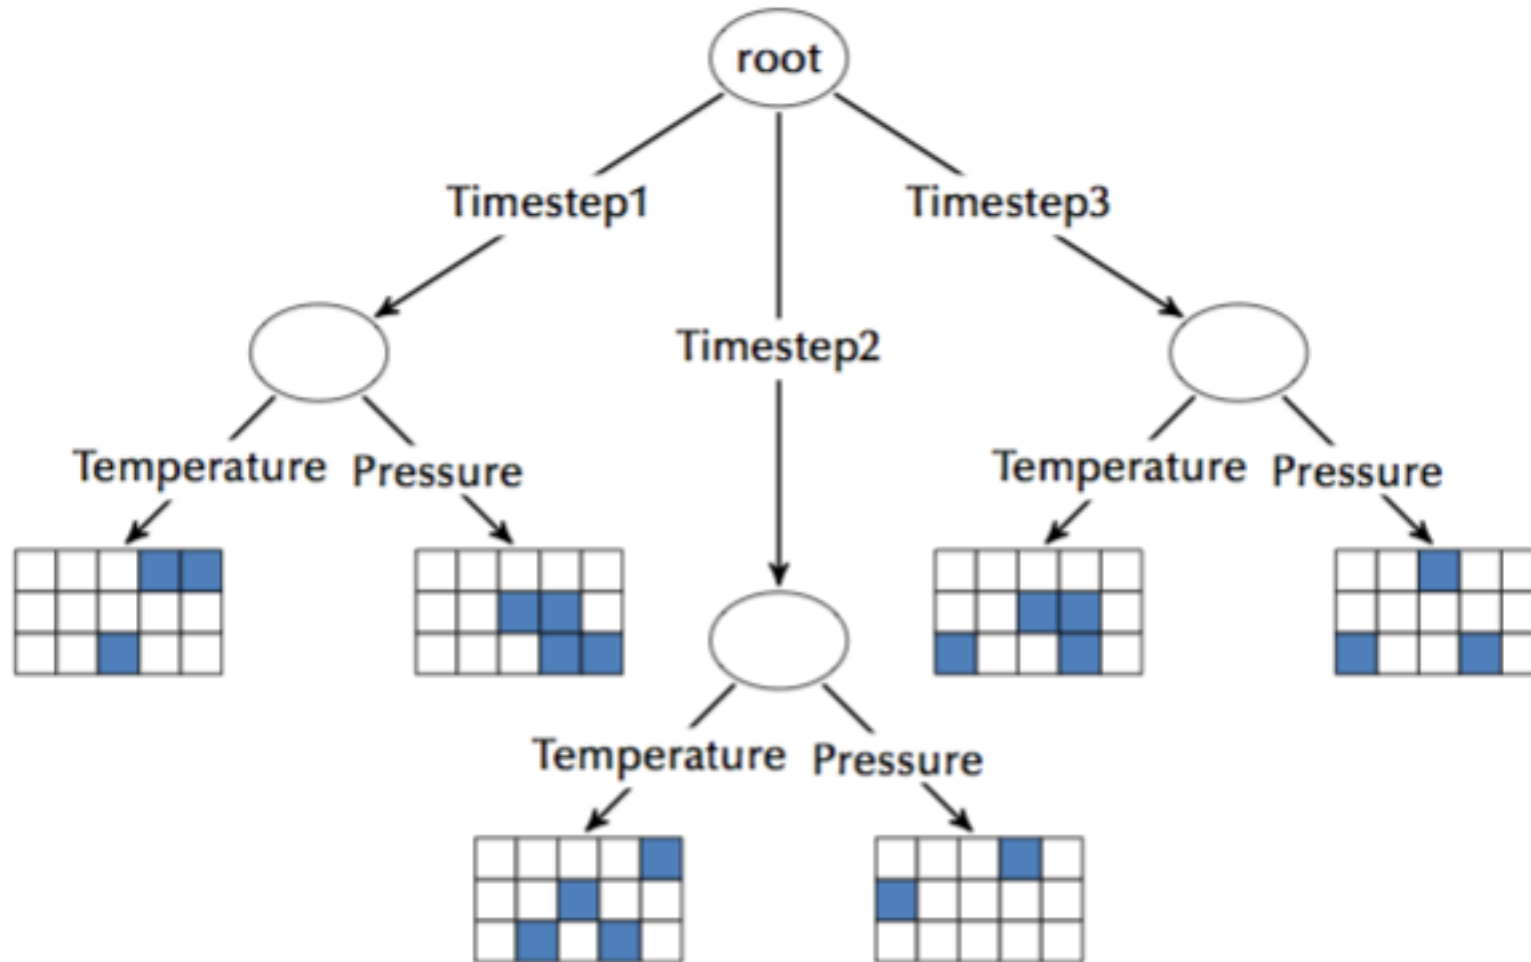 root
Timestep1
Timestep3
Timestep2
Temperature
Pressure
Temperature
Pressure
Temperature
Pressure